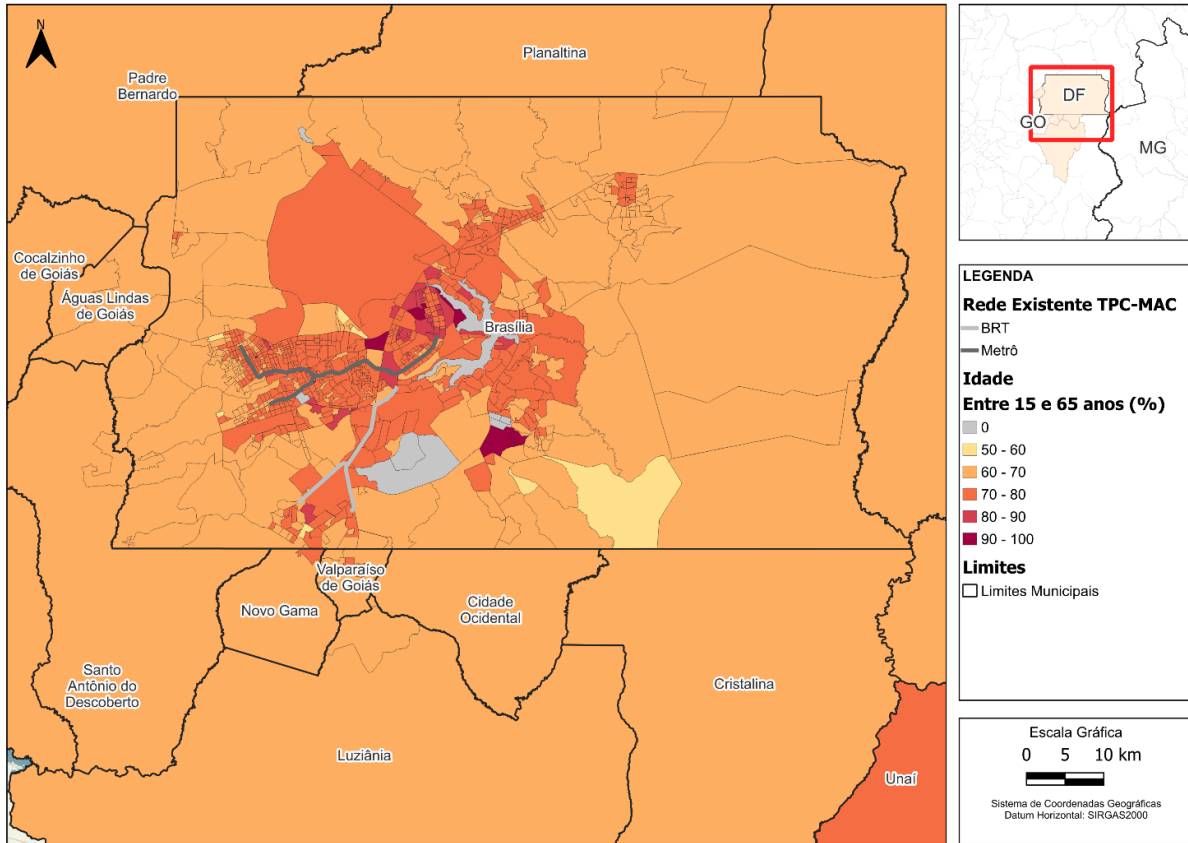 N
Planaltina
Padre
Bernardo
Cocalzinho
de Goiás
Águas Lindas
de Goiás
Brasília
Valparaíso
de Goiás
Novo Gama
Cidade
Ocidental
Santo
Antônio do
Descoberto
Cristalina
Luziânia
Unaí
DF
GO
MG
LEGENDA
Rede Existente TPC-MAC
BRT
Metrô
Idade
Entre 15 e 65 anos (%)
0
50 - 60
60 - 70
70 - 80
80 - 90
90 - 100
Limites
Limites Municipais
Escala Gráfica
0 5 10 km
Sistema de Coordenadas Geográficas
Datum Horizontal: SIRGAS2000